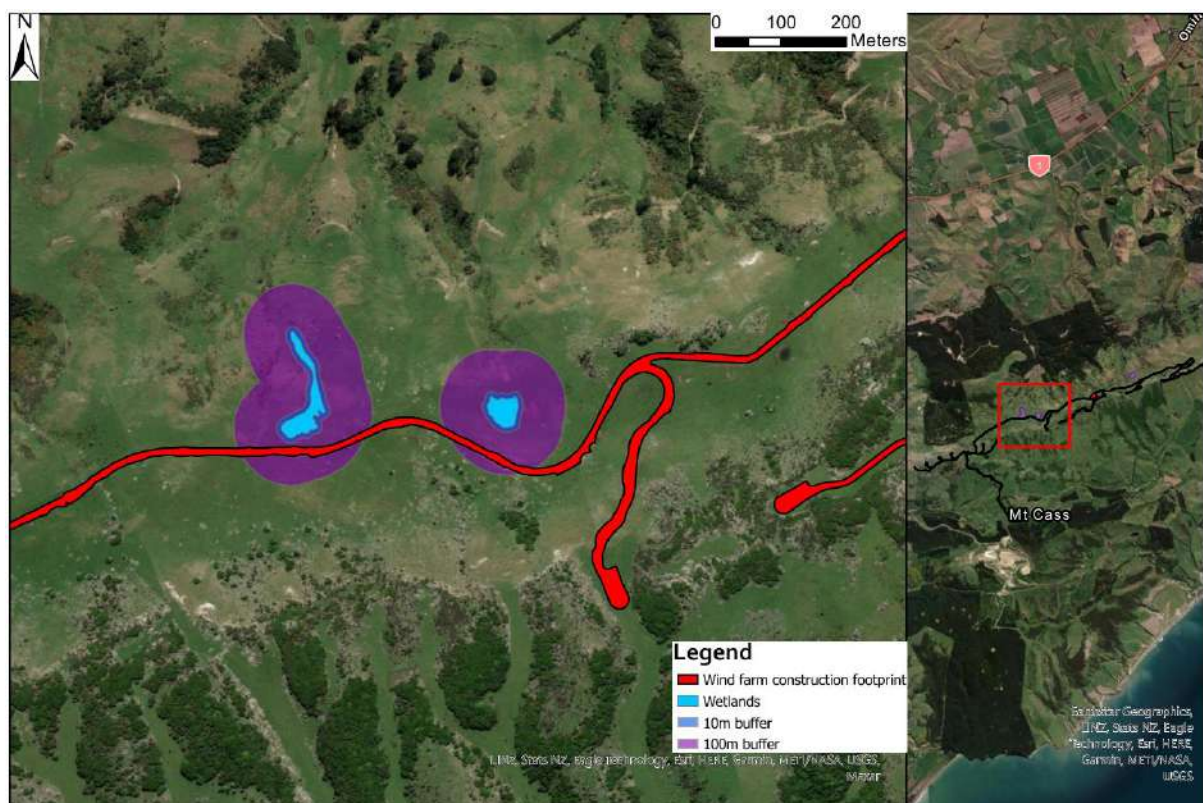 N
0 100 200
Meters
Legend
Wind farm construction footprint
Wetlands
10m buffer
100m buffer
LINZ, Stats NZ, Eagle Technology, Esri, HERE, Garmin, METI/NASA, USGS,
Maxar
1
Mt Cass
Earthstar Geographics,
LINZ, Stats NZ, Eagle
Technology, Esri, HERE,
Garmin, METI/NASA,
USGS